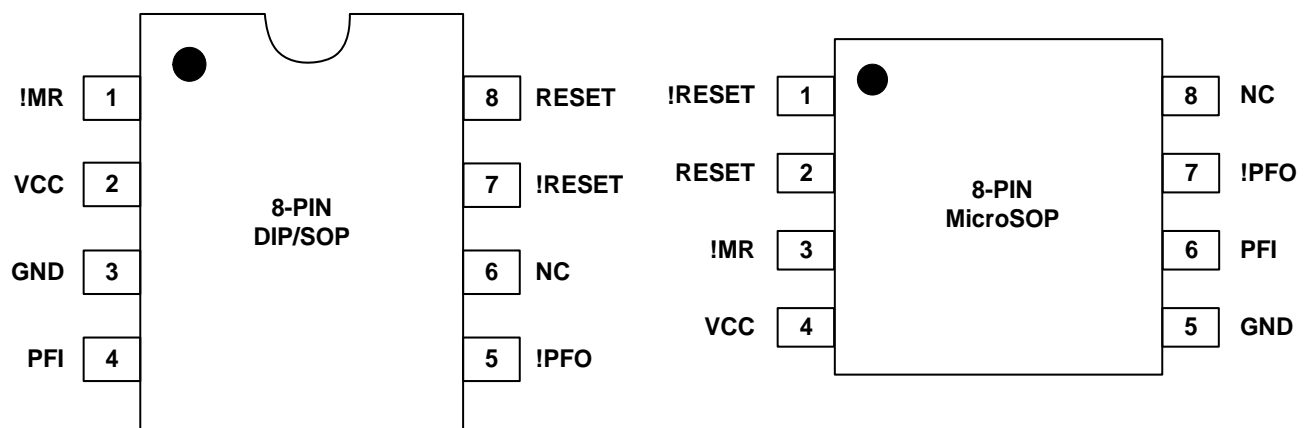 !MR 1
8 RESET
VCC 2
7 !RESET
8-PIN
DIP/SOP
GND 3
6 NC
PFI 4
5 !PFO
!RESET 1
8 NC
RESET 2
7 !PFO
8-PIN
MicroSOP
!MR 3
6 PFI
VCC 4
5 GND